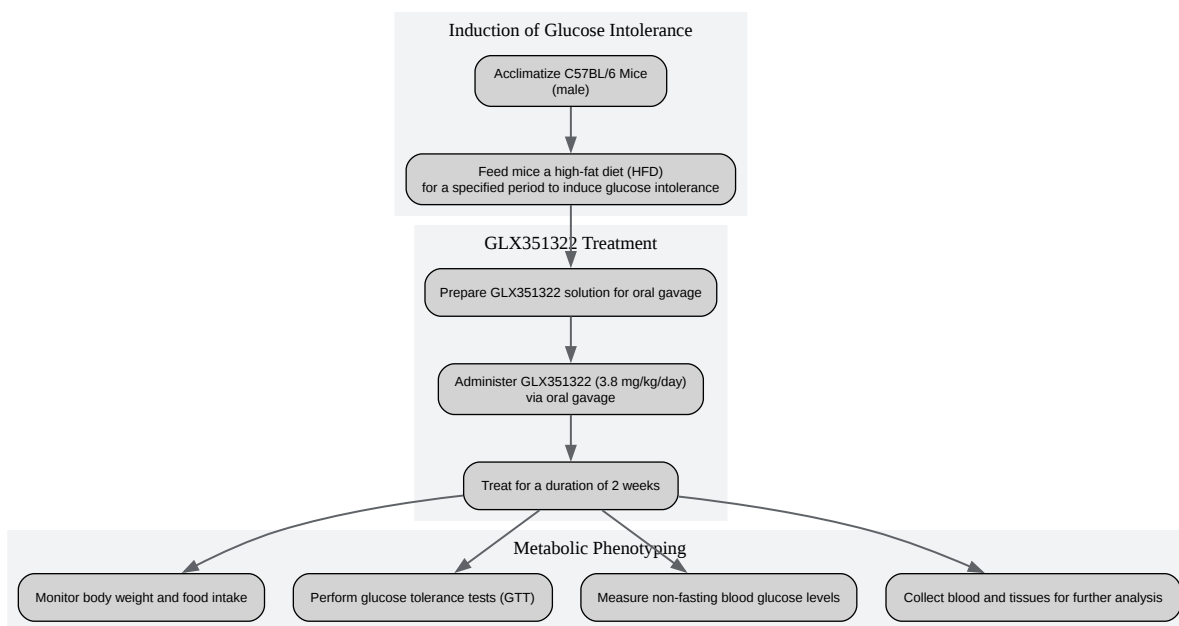 Induction of Glucose Intolerance
Acclimatize C57BL/6 Mice
(male)
Feed mice a high-fat diet (HFD)
for a specified period to induce glucose intolerance
GLX351322 Treatment
Prepare GLX351322 solution for oral gavage
Administer GLX351322 (3.8 mg/kg/day)
via oral gavage
Treat for a duration of 2 weeks
Metabolic Phenotyping
Monitor body weight and food intake
Perform glucose tolerance tests (GTT)
Measure non-fasting blood glucose levels
Collect blood and tissues for further analysis